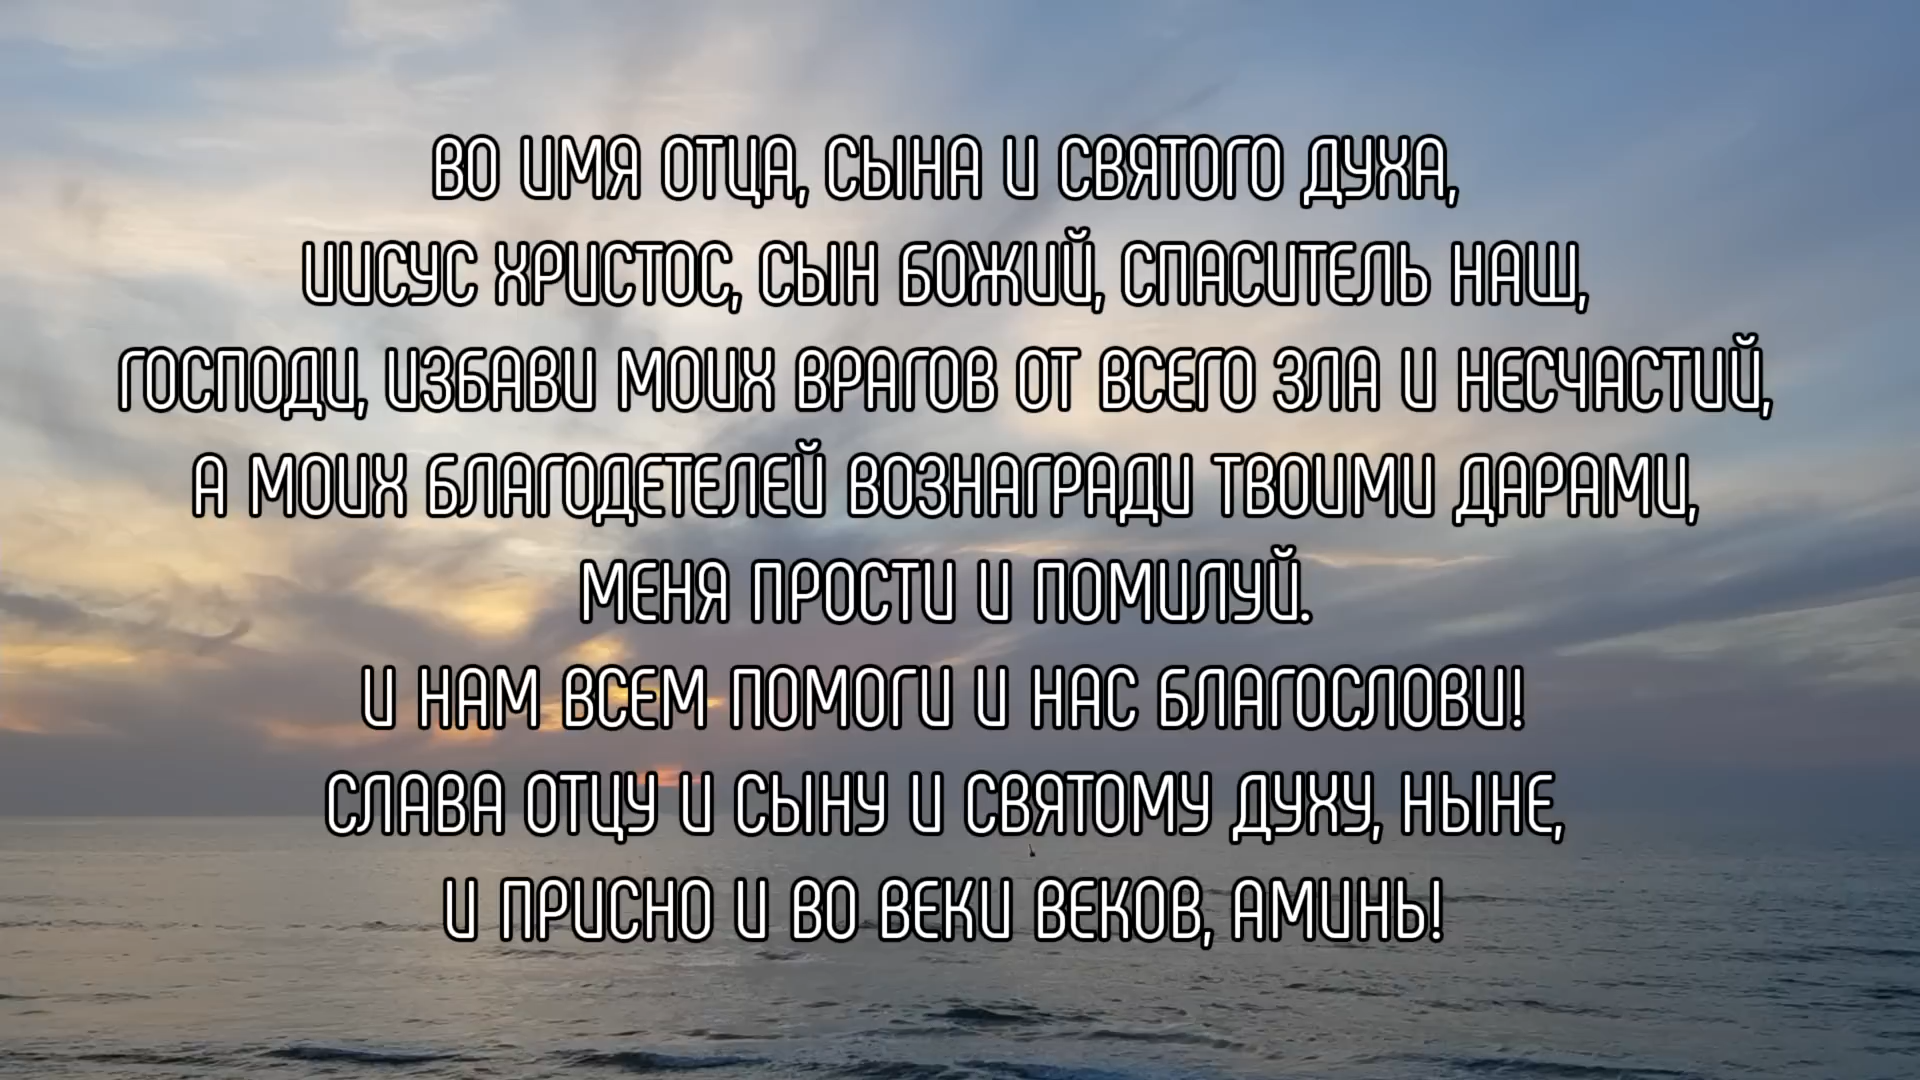 ВО ИМЯ ОТЦА, СЫНА И СВЯТОГО ДУХА,
ИИСУС ХРИСТОС, СЫН БОЖИЙ, СПАСИТЕЛЬ НАШ,
ГОСПОДИ, ИЗБАВИ МОИХ ВРАГОВ ОТ ВСЕГО ЗЛА И НЕСЧАСТИЙ,
А МОИХ БЛАГОДЕТЕЛЕЙ ВОЗНАГРАДИ ТВОИМИ ДАРАМИ,
МЕНЯ ПРОСТИ И ПОМИЛУЙ.
И НАМ ВСЕМ ПОМОГИ И НАС БЛАГОСЛОВИ!
СЛАВА ОТЦУ И СЫНУ И СВЯТОМУ ДУХУ, НЫНЕ,
И ПРИСНО И ВО ВЕКИ ВЕКОВ, АМИНЬ!